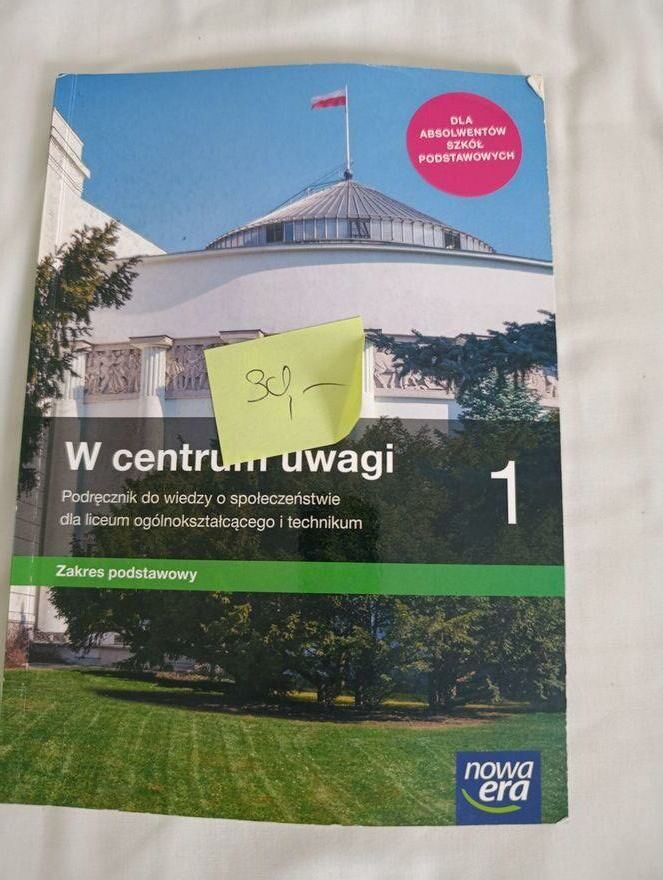 DLA
ABSOLWENTÓW
SZKÓŁ
PODSTAWOWYCH
30,-
W centrum uwagi
1
Podręcznik do wiedzy o społeczeństwie
dla liceum ogólnokształcącego i technikum
Zakres podstawowy
nowa
era